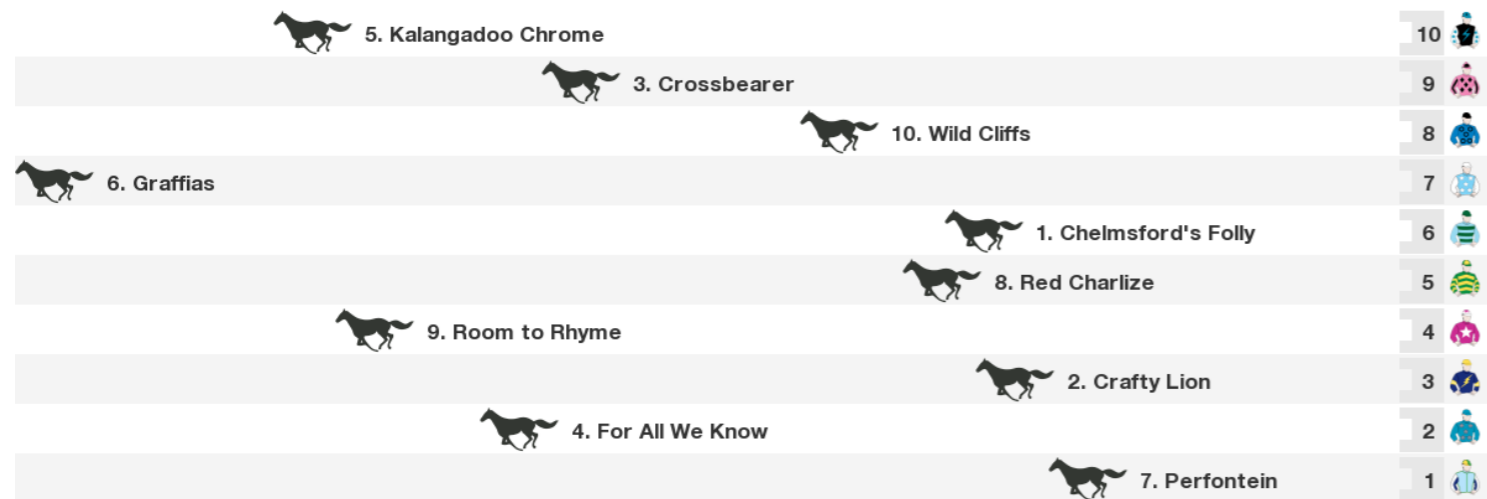 5. Kalangadoo Chrome 10
3. Crossbearer 9
10. Wild Cliffs 8
6. Graffias 7
1. Chelmsford's Folly 6
8. Red Charlize 5
9. Room to Rhyme 4
2. Crafty Lion 3
4. For All We Know 2
7. Perfontein 1